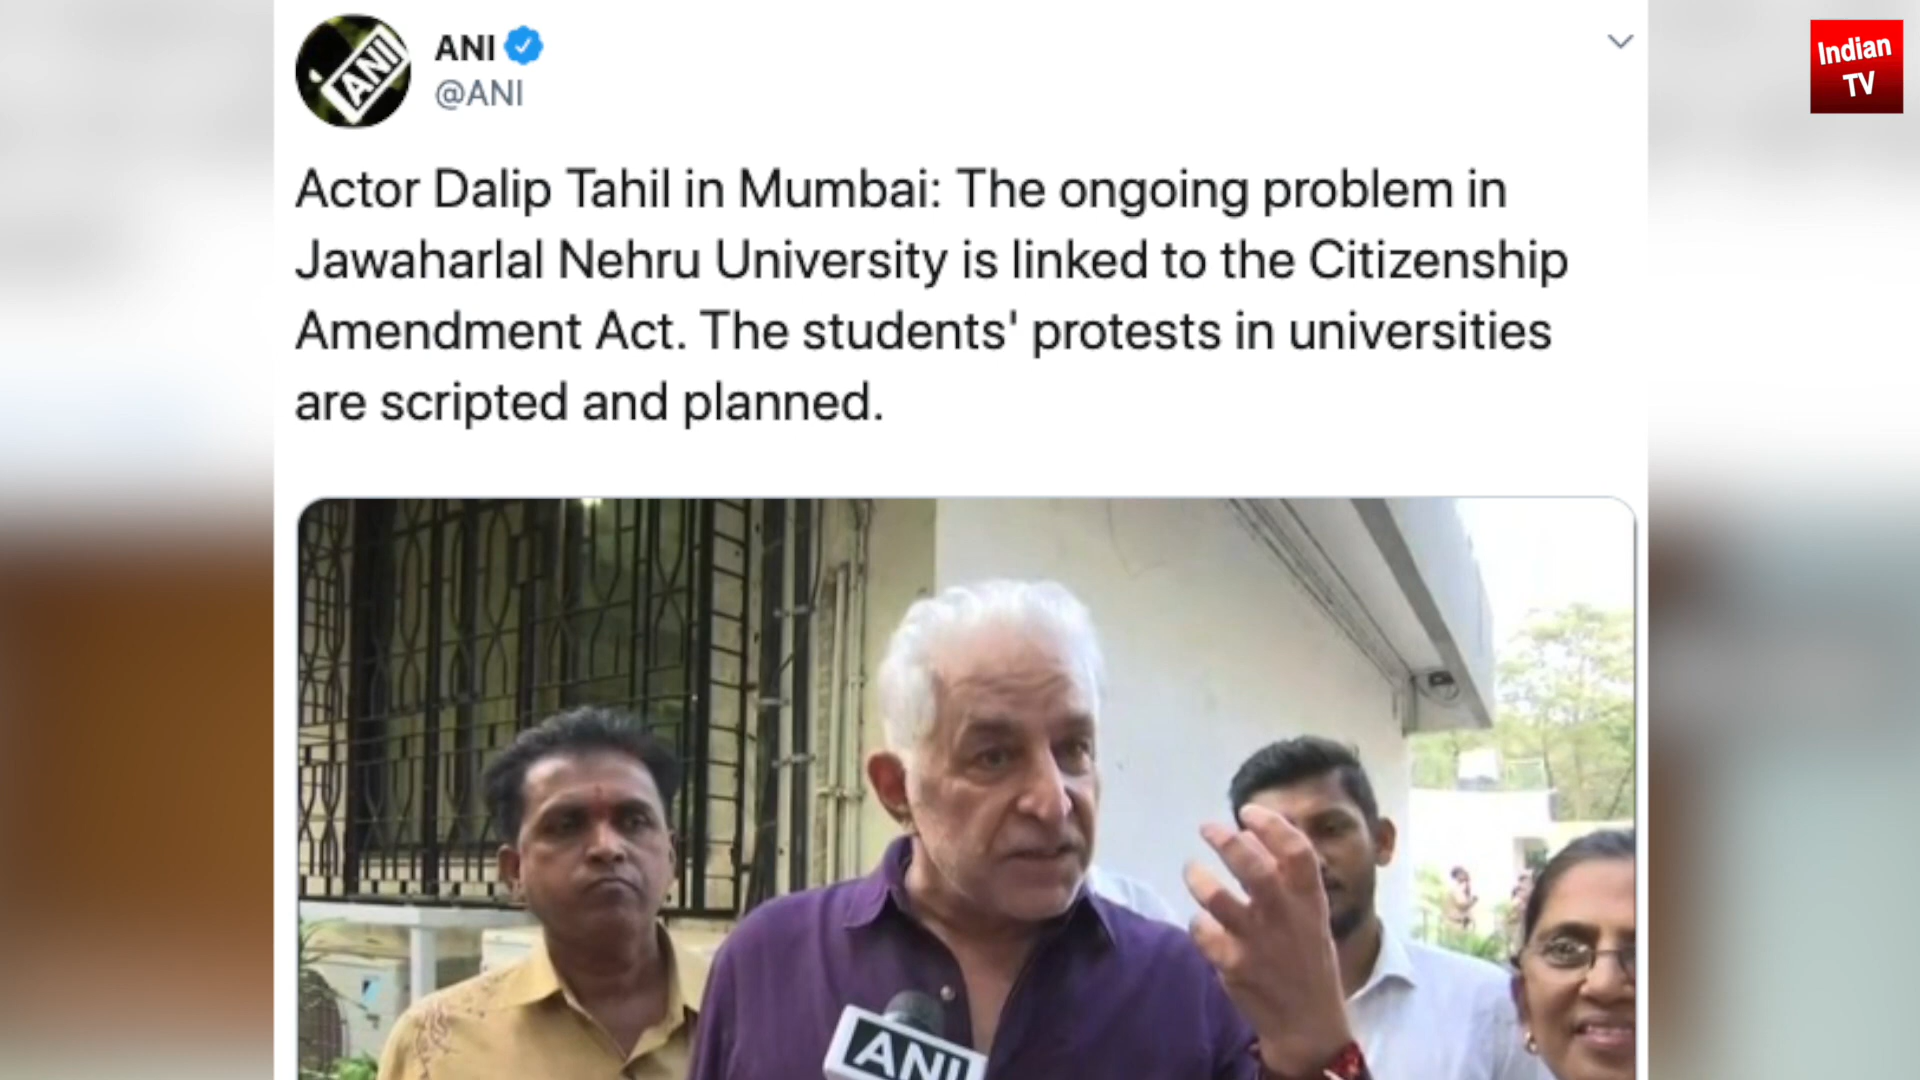 ANI
ANI
@ANI
Indian
TV
Actor Dalip Tahil in Mumbai: The ongoing problem in
Jawaharlal Nehru University is linked to the Citizenship
Amendment Act. The students' protests in universities
are scripted and planned.
ANI